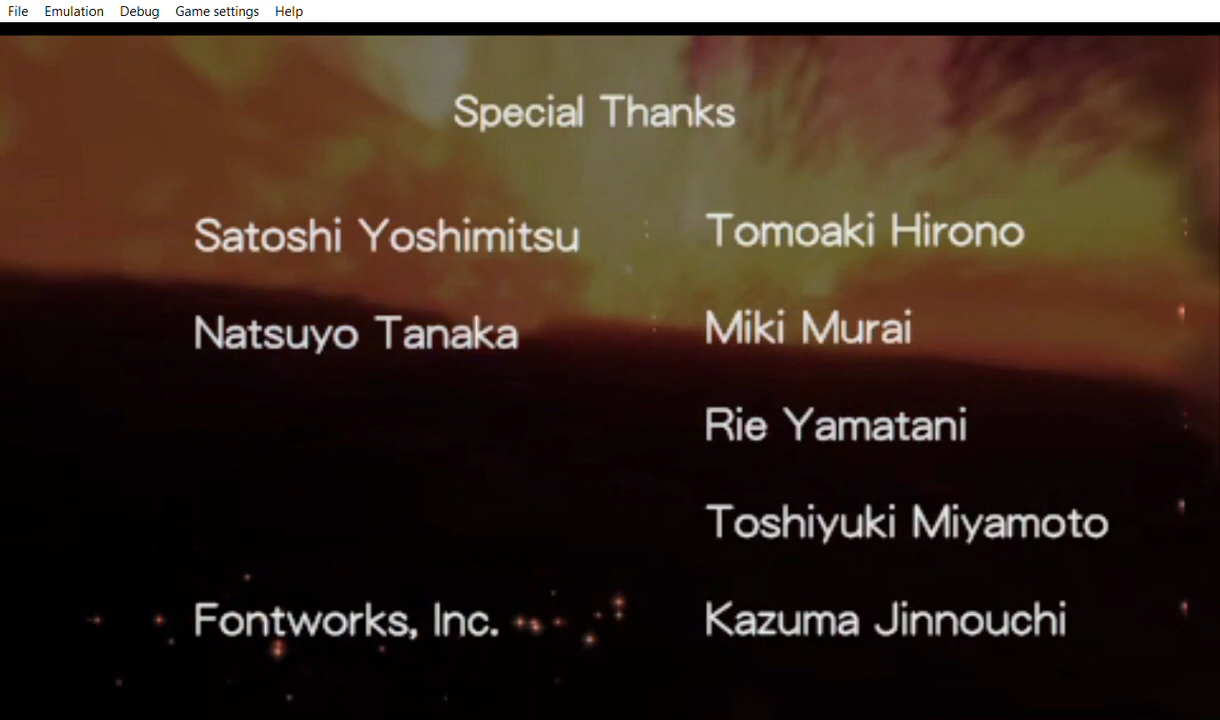 File Emulation Debug Game settings Help
Special Thanks
Satoshi Yoshimitsu
Natsuyo Tanaka
Fontworks, Inc.
Tomoaki Hirono
Miki Murai
Rie Yamatani
Toshiyuki Miyamoto
Kazuma Jinnouchi